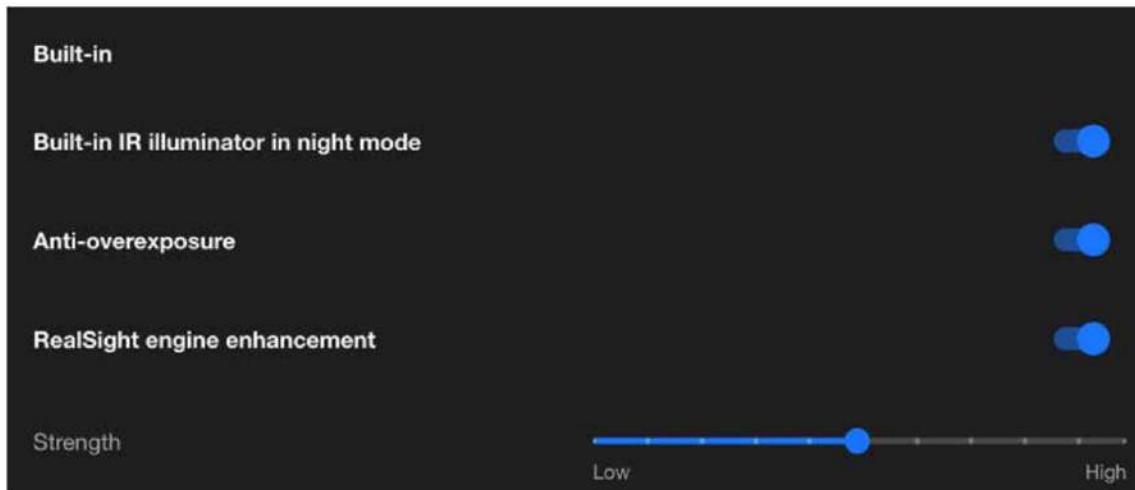 Built-in
Built-in IR illuminator in night mode
Anti-overexposure
RealSight engine enhancement
Strength
Low High